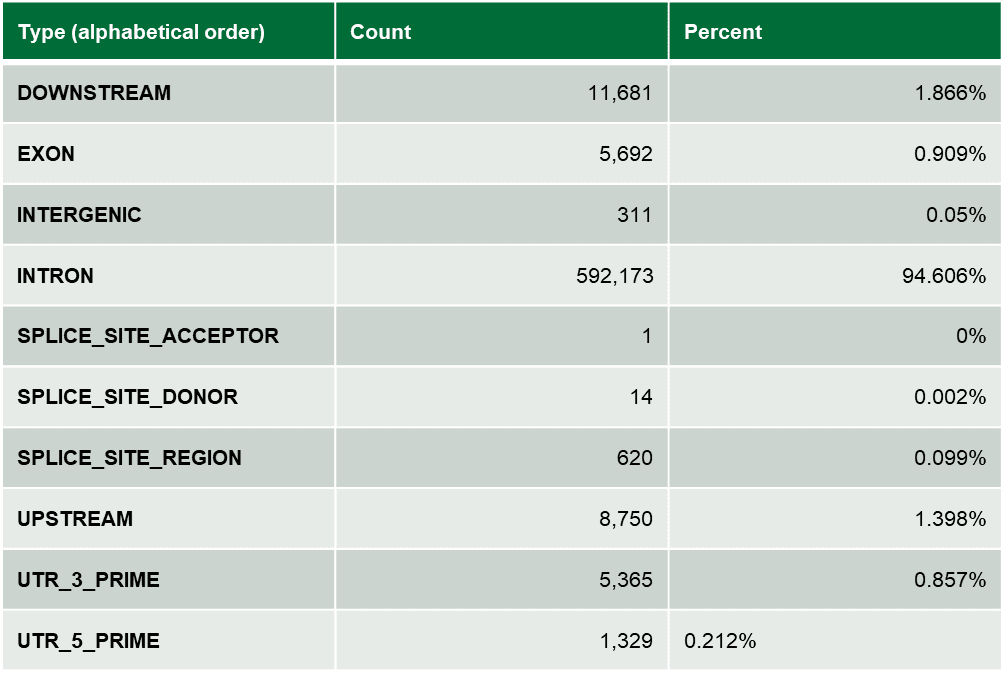 Type (alphabetical order) Count Percent
DOWNSTREAM 11,681 1.866%
EXON 5,692 0.909%
INTERGENIC 311 0.05%
INTRON 592,173 94.606%
SPLICE_SITE_ACCEPTOR 1 0%
SPLICE_SITE_DONOR 14 0.002%
SPLICE_SITE_REGION 620 0.099%
UPSTREAM 8,750 1.398%
UTR_3_PRIME 5,365 0.857%
UTR_5_PRIME 1,329 0.212%